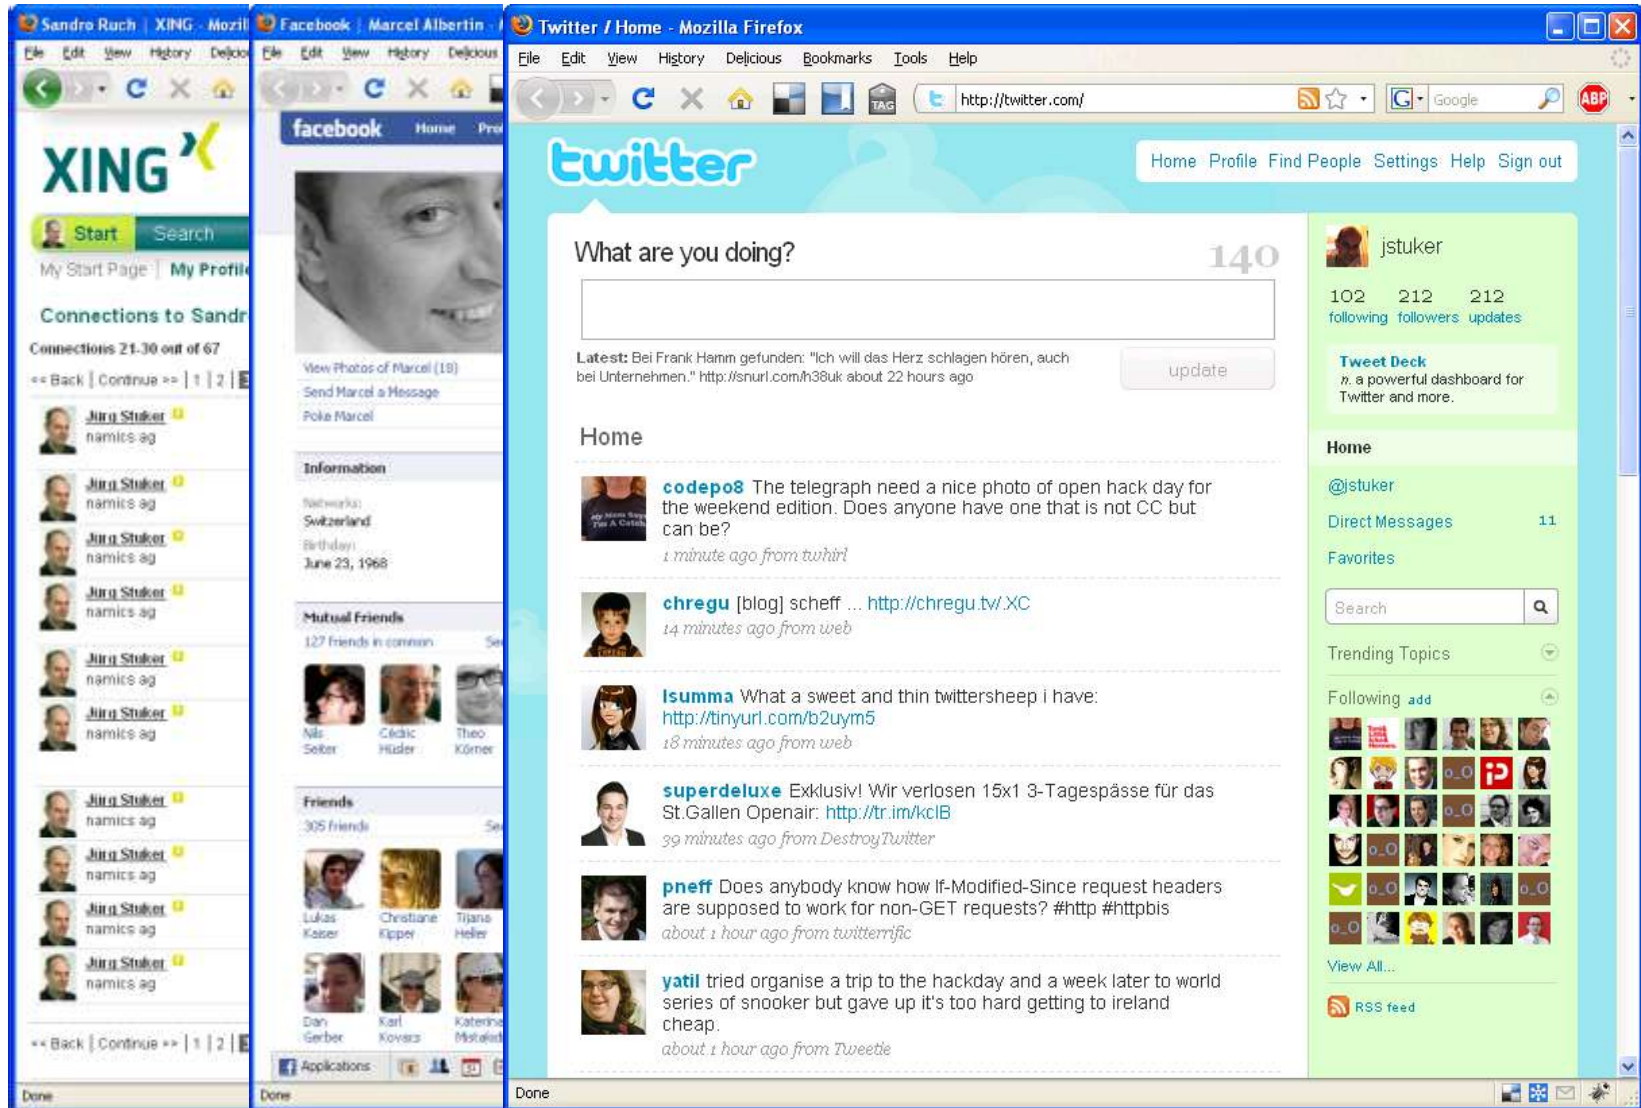 Sandro Ruch | XING - Mozil
File Edit View History Delicio
XING
Start Search
My Start Page | My Profile
Connections to Sandr
Connections 21-30 out of 67
<< Back | Continue >> | 1 | 2 |
Jürg Stuker
namics ag
Jürg Stuker
namics ag
Jürg Stuker
namics ag
Jürg Stuker
namics ag
Jürg Stuker
namics ag
Jürg Stuker
namics ag
Jürg Stuker
namics ag
Jürg Stuker
namics ag
Jürg Stuker
namics ag
Jürg Stuker
namics ag
<< Back | Continue >> | 1 | 2 |
Done
Facebook | Marcel Albertin -
File Edit View History Delicious
facebook Home Pro
View Photos of Marcel (18)
Send Marcel a Message
Poke Marcel
Information
Networks:
Switzerland
Birthday:
June 23, 1968
Mutual Friends
127 friends in common Se
Nils Cédric Theo
Seiter Hüsler Körner
Friends
305 friends Se
Lukas Christiane Tijana
Kaiser Kipper Heller
Dan Karl Katerina
Gerber Kovacs
Applications
Done
Twitter / Home - Mozilla Firefox
File Edit View History Delicious Bookmarks Tools Help
TAG http://twitter.com/ G Google ABP
twitter
Home Profile Find People Settings Help Sign out
What are you doing? 140
Latest: Bei Frank Hamm gefunden: "Ich will das Herz schlagen hören, auch
bei Unternehmen." http://snurl.com/h38uk about 22 hours ago
update
Home
codepo8 The telegraph need a nice photo of open hack day for
the weekend edition. Does anyone have one that is not CC but
can be?
1 minute ago from twhirl
chregu [blog] scheff ... http://chregu.tv/.XC
14 minutes ago from web
lsumma What a sweet and thin twittersheep i have:
http://tinyurl.com/b2uym5
18 minutes ago from web
superdeluxe Exklusiv! Wir verlosen 15x1 3-Tagespässe für das
St.Gallen Openair: http://tr.im/kclB
39 minutes ago from DestroyTwitter
pneff Does anybody know how If-Modified-Since request headers
are supposed to work for non-GET requests? #http #httpbis
about 1 hour ago from twitterrific
yatil tried organise a trip to the hackday and a week later to world
series of snooker but gave up it's too hard getting to ireland
cheap.
about 1 hour ago from Tweetie
jstuker
102 212 212
following followers updates
Tweet Deck
n. a powerful dashboard for
Twitter and more.
Home
@jstuker
Direct Messages 11
Favorites
Search
Trending Topics
Following add
View All...
RSS feed
Done